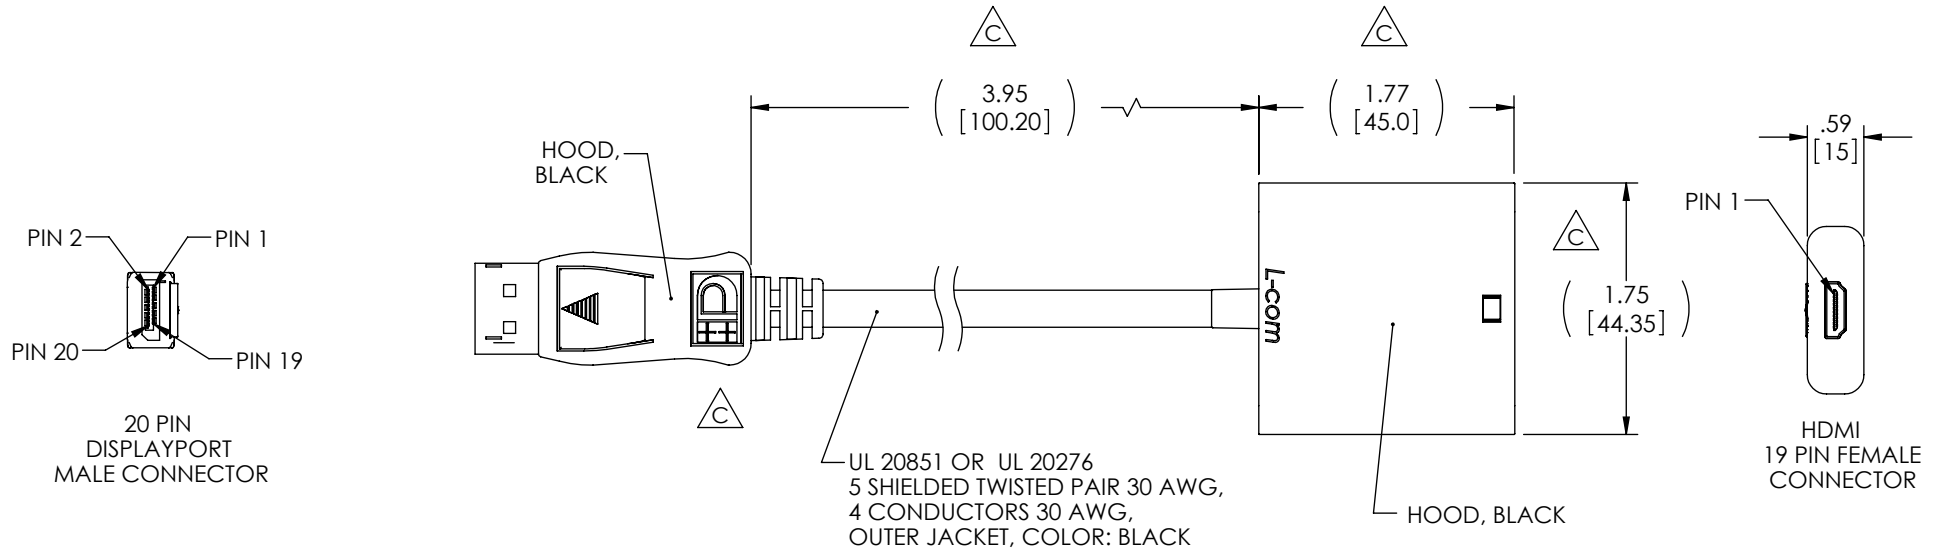 C
C
( 3.95 )
[100.20]
( 1.77 )
[45.0]
.59
[15]
HOOD,
BLACK
PIN 1
C
PIN 2
PIN 1
L-com
( 1.75 )
[44.35]
PIN 20
PIN 19
C
20 PIN
DISPLAYPORT
MALE CONNECTOR
UL 20851 OR UL 20276
5 SHIELDED TWISTED PAIR 30 AWG,
4 CONDUCTORS 30 AWG,
OUTER JACKET, COLOR: BLACK
HOOD, BLACK
HDMI
19 PIN FEMALE
CONNECTOR